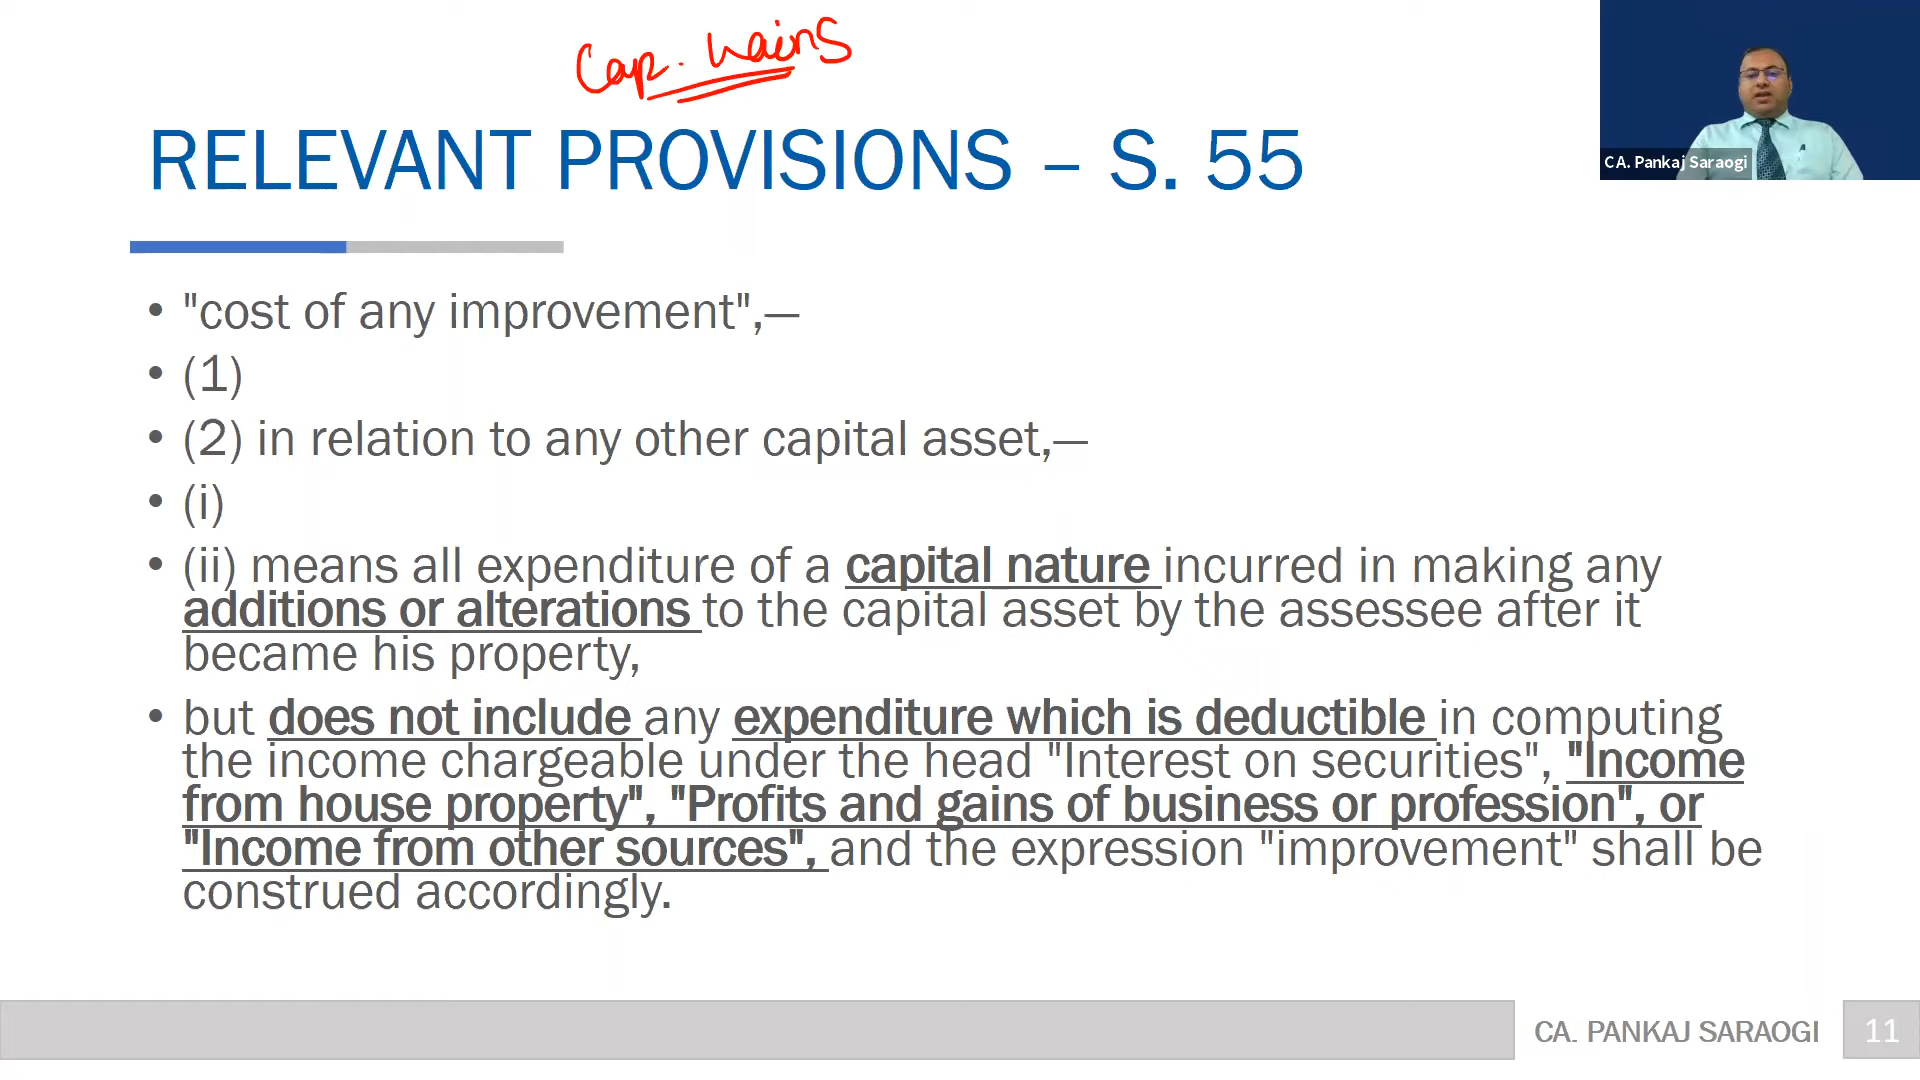 Cap. Gains
CA. Pankaj Saraogi
RELEVANT PROVISIONS – S. 55
• "cost of any improvement",—
• (1)
• (2) in relation to any other capital asset,—
• (i)
• (ii) means all expenditure of a capital nature incurred in making any
additions or alterations to the capital asset by the assessee after it
became his property,
• but does not include any expenditure which is deductible in computing
the income chargeable under the head "Interest on securities", "Income
from house property", "Profits and gains of business or profession", or
"Income from other sources", and the expression "improvement" shall be
construed accordingly.
CA. PANKAJ SARAOGI
11